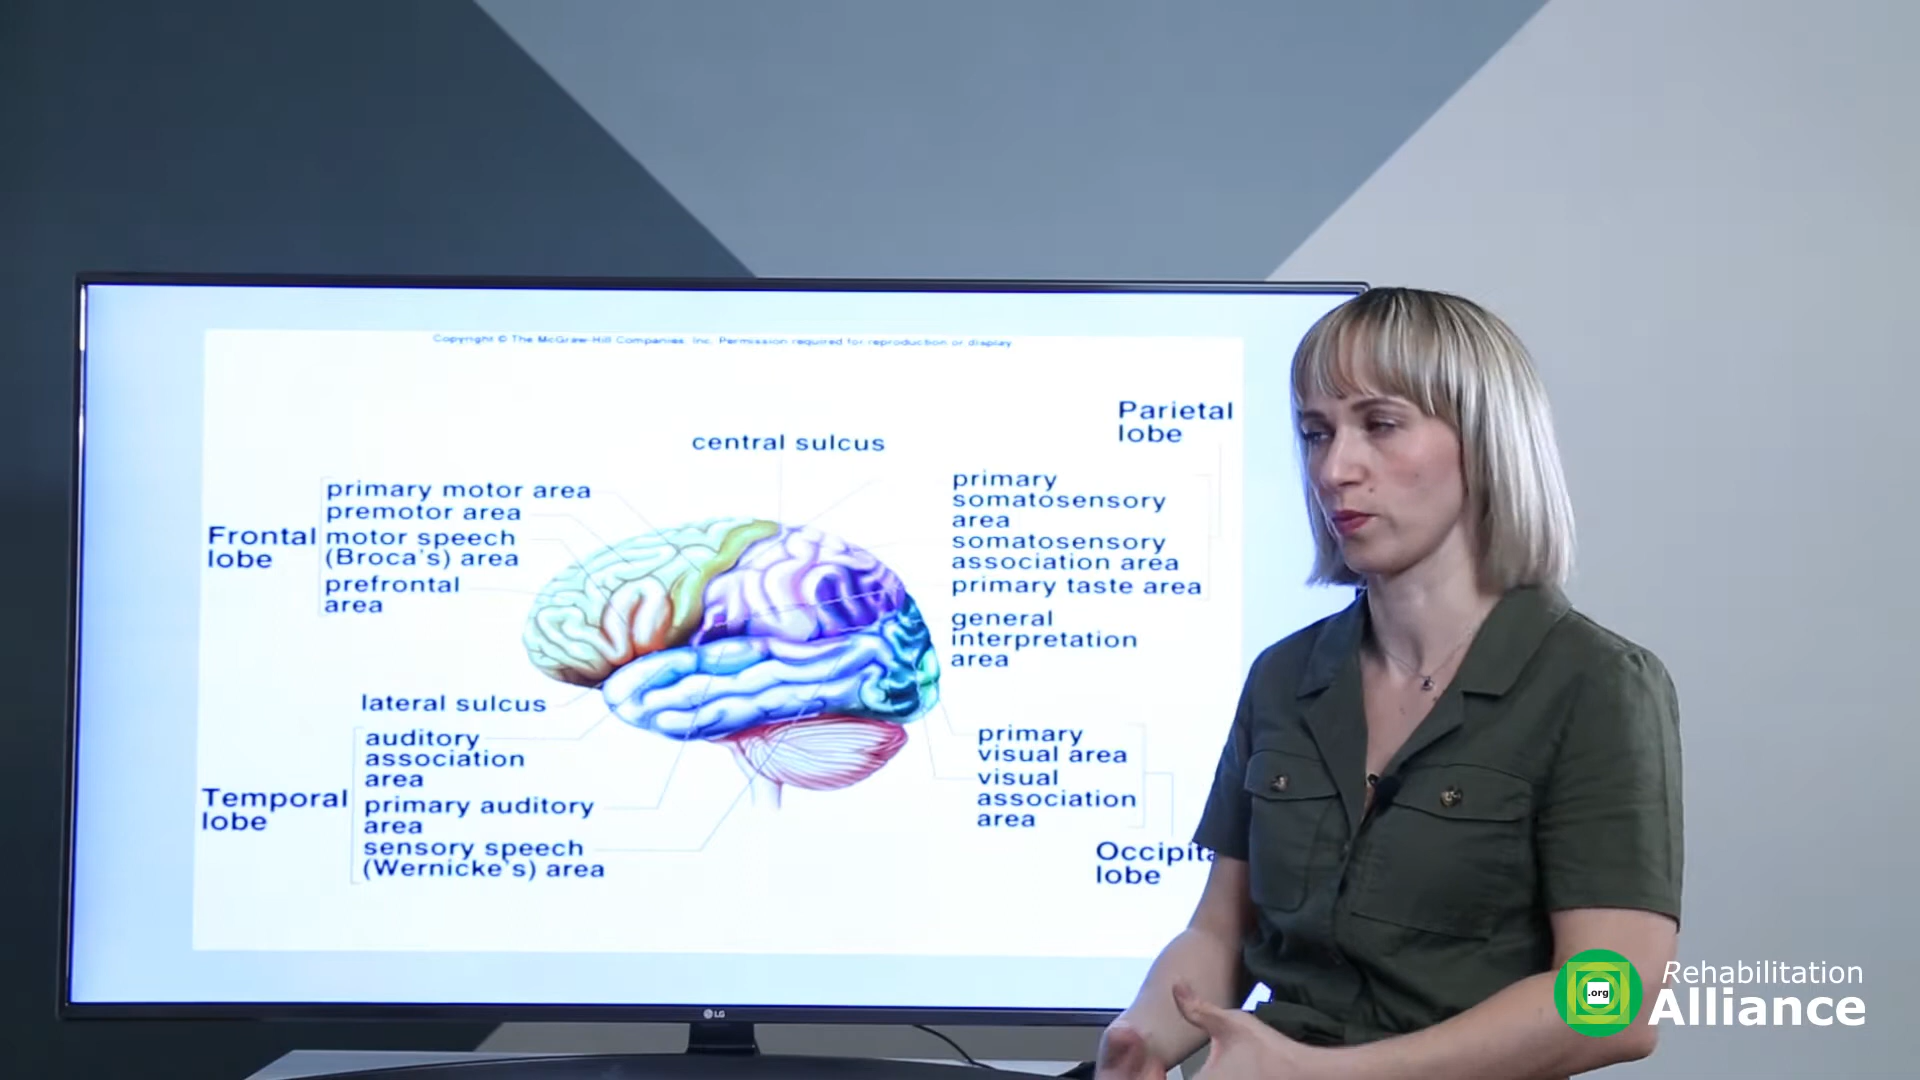 Copyright © The McGraw-Hill Companies, Inc. Permission required for reproduction or display
central sulcus
Frontal
lobe
primary motor area
premotor area
motor speech
(Broca's) area
prefrontal
area
lateral sulcus
Temporal
lobe
auditory
association
area
primary auditory
area
sensory speech
(Wernicke's) area
Parietal
lobe
primary
somatosensory
area
somatosensory
association area
primary taste area
general
interpretation
area
primary
visual area
visual
association
area
Occipita
lobe
LG
.org
Rehabilitation
Alliance